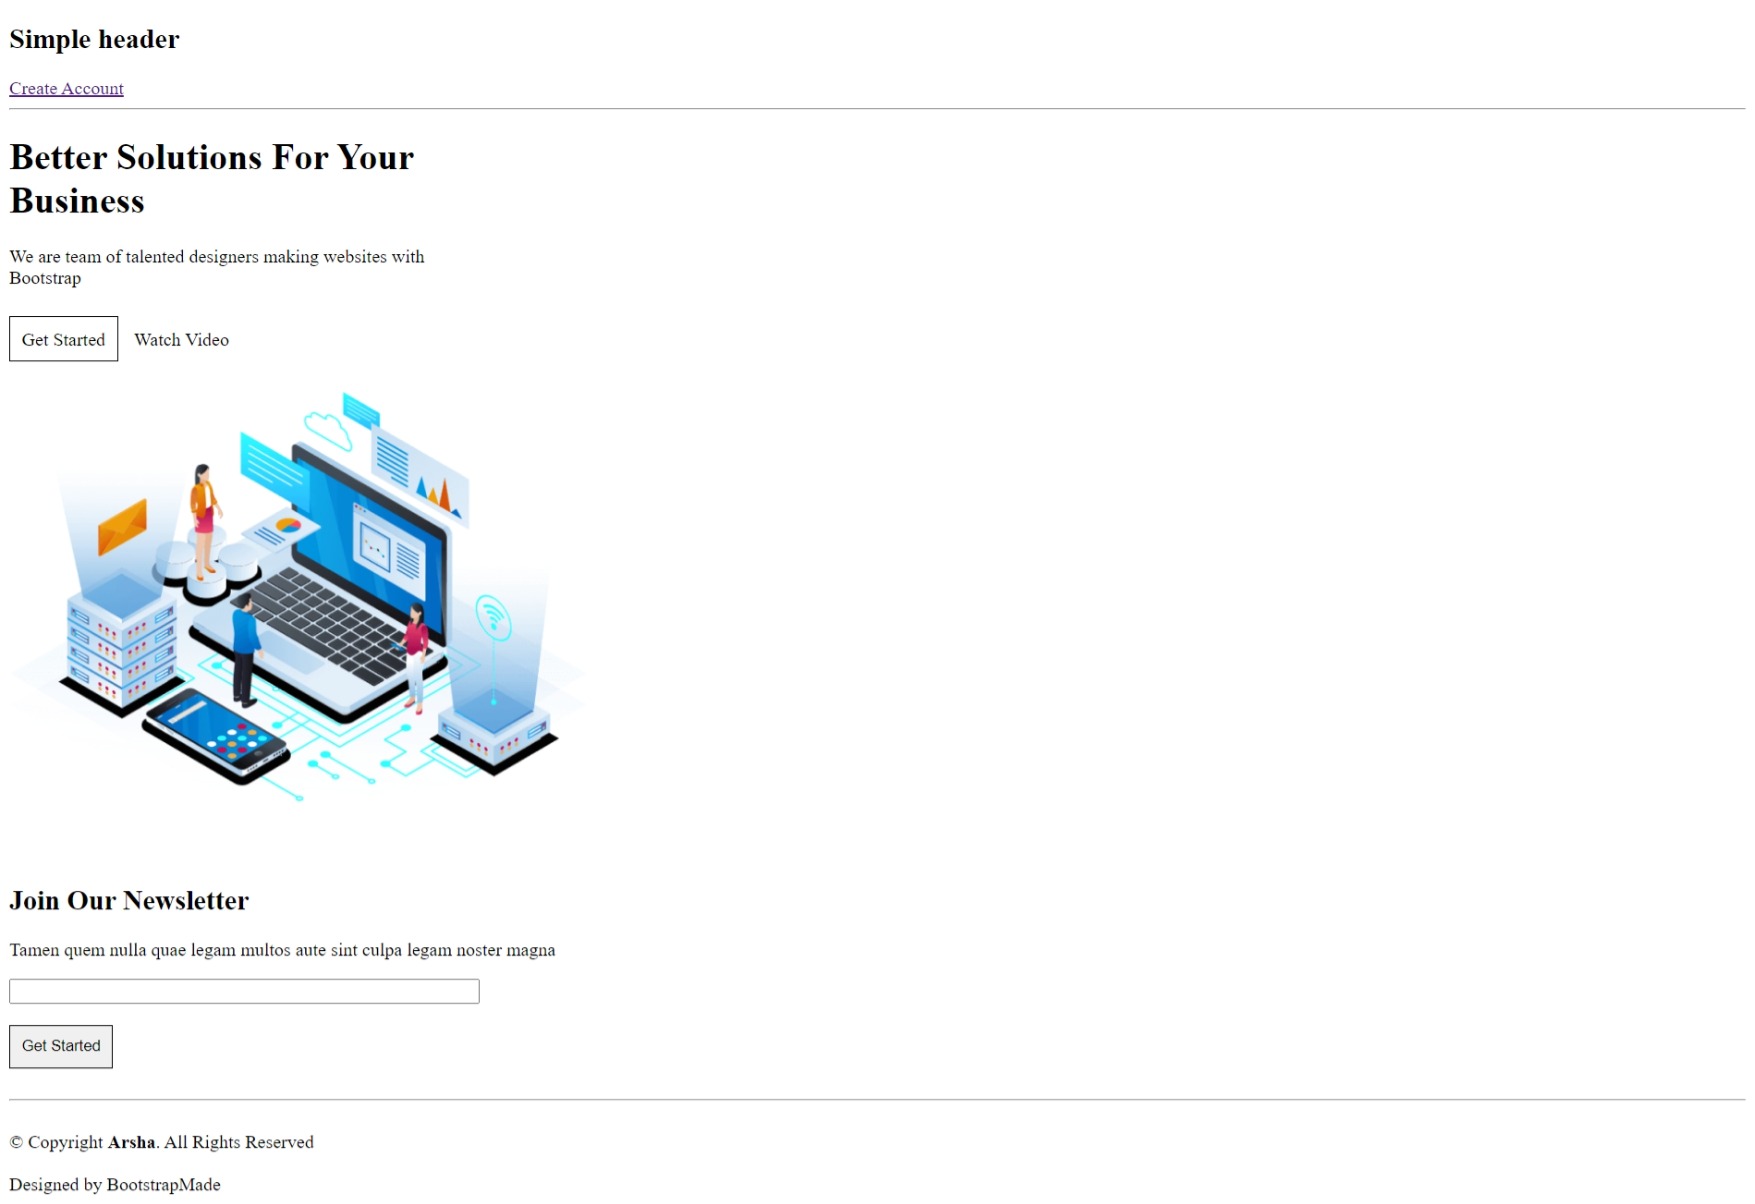 Simple header
Create Account
Better Solutions For Your
Business
We are team of talented designers making websites with
Bootstrap
Get Started
Watch Video
Join Our Newsletter
Tamen quem nulla quae legam multos aute sint culpa legam noster magna
Get Started
© Copyright Arsha. All Rights Reserved
Designed by BootstrapMade